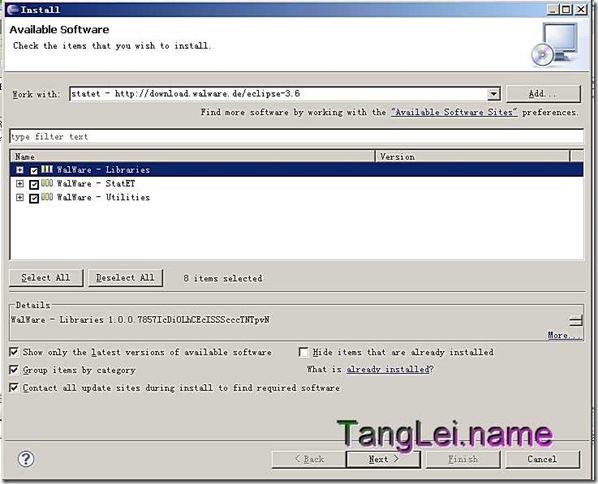 Install
Available Software
Check the items that you wish to install.
Work with: statet - http://download.walware.de/eclipse-3.6 Add...
Find more software by working with the "Available Software Sites" preferences.
type filter text
Name Version
WalWare - Libraries
WalWare - StatET
WalWare - Utilities
Select All Deselect All 8 items selected
Details
WalWare - Libraries
More...
Show only the latest versions of available software Hide items that are already installed
Group items by category What is already installed?
Contact all update sites during install to find required software
TangLei.name
? < Back Next > Finish Cancel